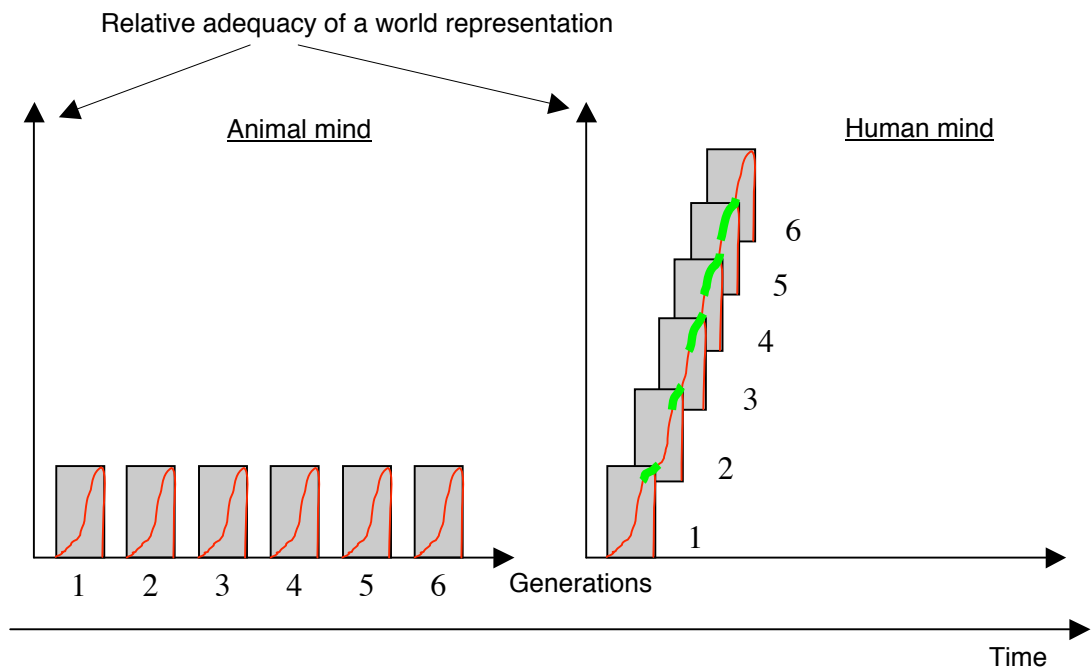 Relative adequacy of a world representation
Animal mind
Human mind
6
5
4
3
2
1
1 2 3 4 5 6
Generations
Time